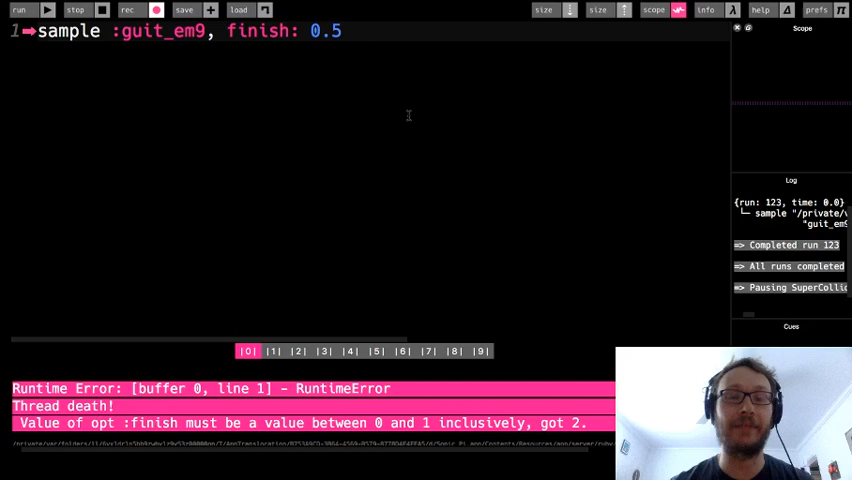 run stop rec save load size size scope info help prefs
1 sample :guit_em9, finish: 0.5
Scope
Log
{run: 123, time: 0.0}
sample "/private/v
"guit_em9
=> Completed run 123
=> All runs completed
=> Pausing SuperCollid
Cues
|0| |1| |2| |3| |4| |5| |6| |7| |8| |9|
Runtime Error: [buffer 0, line 1] - RuntimeError
Thread death!
Value of opt :finish must be a value between 0 and 1 inclusively, got 2.